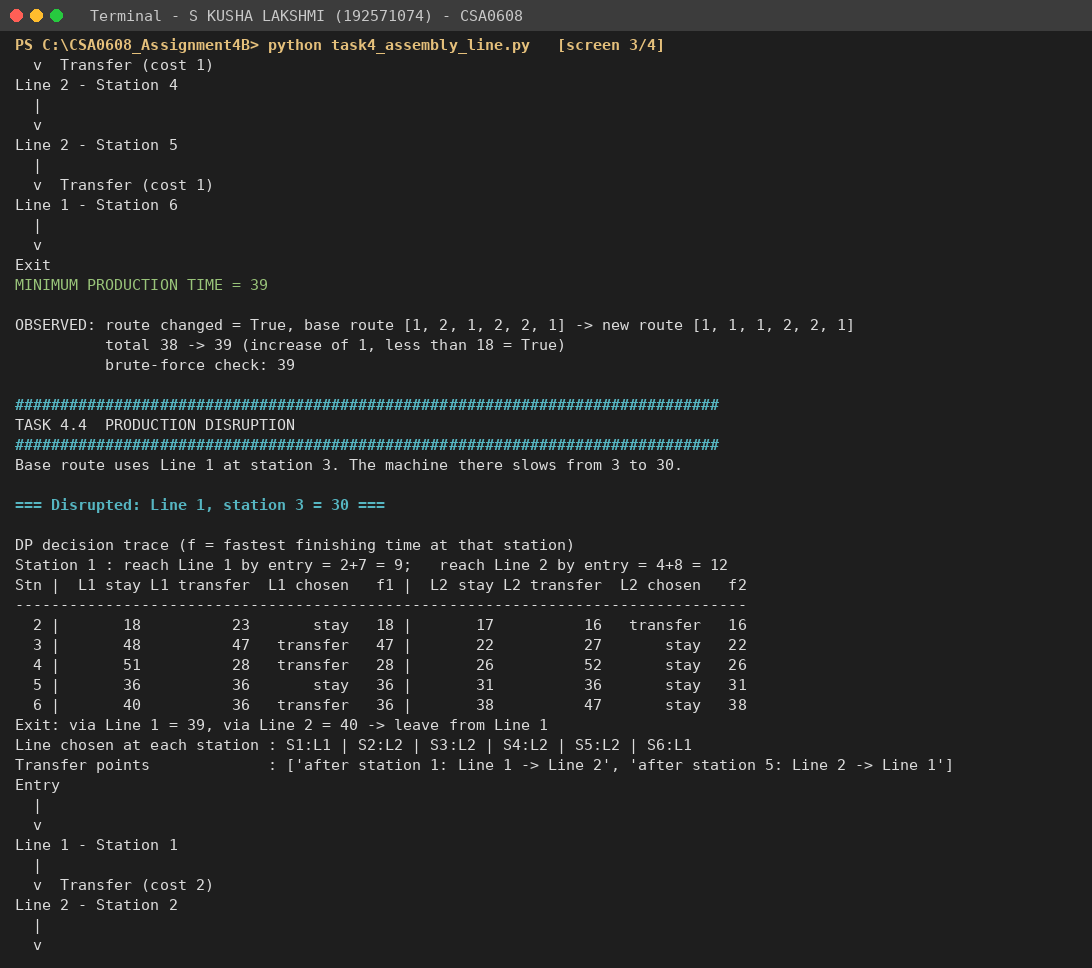 Terminal - S KUSHA LAKSHMI (192571074) - CSA0608
PS C:\CSA0608_Assignment4B> python task4_assembly_line.py   [screen 3/4]
  v  Transfer (cost 1)
Line 2 - Station 4
  |
  v
Line 2 - Station 5
  |
  v  Transfer (cost 1)
Line 1 - Station 6
  |
  v
Exit
MINIMUM PRODUCTION TIME = 39

OBSERVED: route changed = True, base route [1, 2, 1, 2, 2, 1] -> new route [1, 1, 1, 2, 2, 1]
          total 38 -> 39 (increase of 1, less than 18 = True)
          brute-force check: 39

##############################################################################
TASK 4.4  PRODUCTION DISRUPTION
##############################################################################
Base route uses Line 1 at station 3. The machine there slows from 3 to 30.

=== Disrupted: Line 1, station 3 = 30 ===

DP decision trace (f = fastest finishing time at that station)
Station 1 : reach Line 1 by entry = 2+7 = 9;   reach Line 2 by entry = 4+8 = 12
Stn |  L1 stay L1 transfer  L1 chosen   f1 |  L2 stay L2 transfer  L2 chosen   f2
---------------------------------------------------------------------------------
  2 |       18          23       stay   18 |       17          16   transfer   16
  3 |       48          47   transfer   47 |       22          27       stay   22
  4 |       51          28   transfer   28 |       26          52       stay   26
  5 |       36          36       stay   36 |       31          36       stay   31
  6 |       40          36   transfer   36 |       38          47       stay   38
Exit: via Line 1 = 39, via Line 2 = 40 -> leave from Line 1
Line chosen at each station : S1:L1 | S2:L2 | S3:L2 | S4:L2 | S5:L2 | S6:L1
Transfer points             : ['after station 1: Line 1 -> Line 2', 'after station 5: Line 2 -> Line 1']
Entry
  |
  v
Line 1 - Station 1
  |
  v  Transfer (cost 2)
Line 2 - Station 2
  |
  v